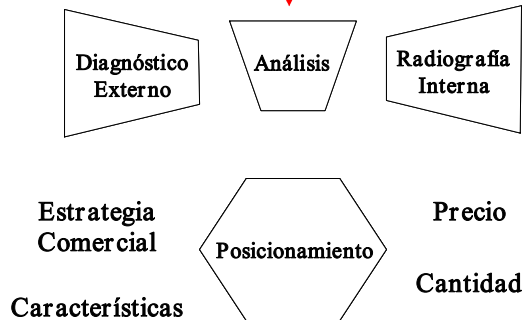 Diagnóstico
Externo
Análisis
Radiografía
Interna
Estrategia
Comercial
Posicionamiento
Precio
Cantidad
Características